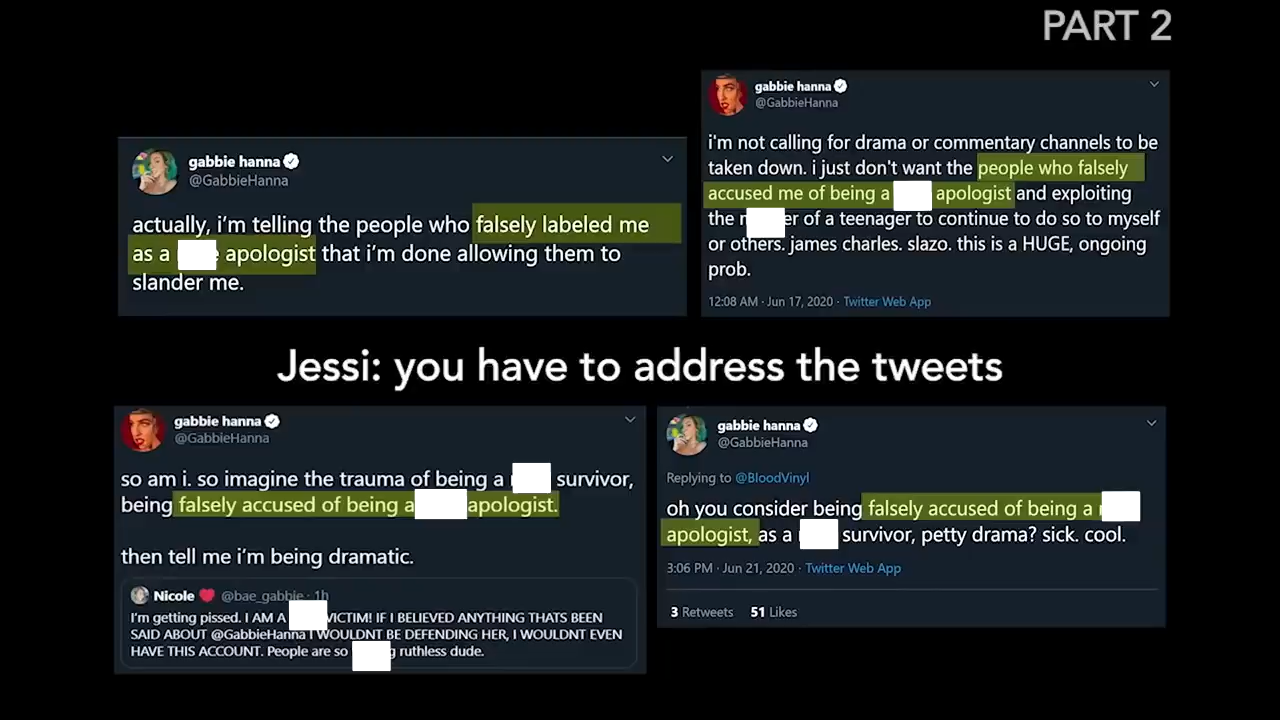 PART 2
gabbie hanna
@GabbieHanna
actually, i'm telling the people who falsely labeled me
as a apologist that i'm done allowing them to
slander me.
gabbie hanna
@GabbieHanna
i'm not calling for drama or commentary channels to be
taken down. i just don't want the people who falsely
accused me of being a apologist and exploiting
the of a teenager to continue to do so to myself
or others. james charles. slazo. this is a HUGE, ongoing
prob.
12:08 AM · Jun 17, 2020 · Twitter Web App
Jessi: you have to address the tweets
gabbie hanna
@GabbieHanna
so am i. so imagine the trauma of being a survivor,
being falsely accused of being a apologist.
then tell me i'm being dramatic.
Nicole ❤️ @bae_gabbie · 1h
I'm getting pissed. I AM A VICTIM! IF I BELIEVED ANYTHING THATS BEEN
SAID ABOUT @GabbieHanna I WOULDNT BE DEFENDING HER, I WOULDNT EVEN
HAVE THIS ACCOUNT. People are so ruthless dude.
gabbie hanna
@GabbieHanna
Replying to @BloodVinyl
oh you consider being falsely accused of being a
apologist, as a survivor, petty drama? sick. cool.
3:06 PM · Jun 21, 2020 · Twitter Web App
3 Retweets 51 Likes